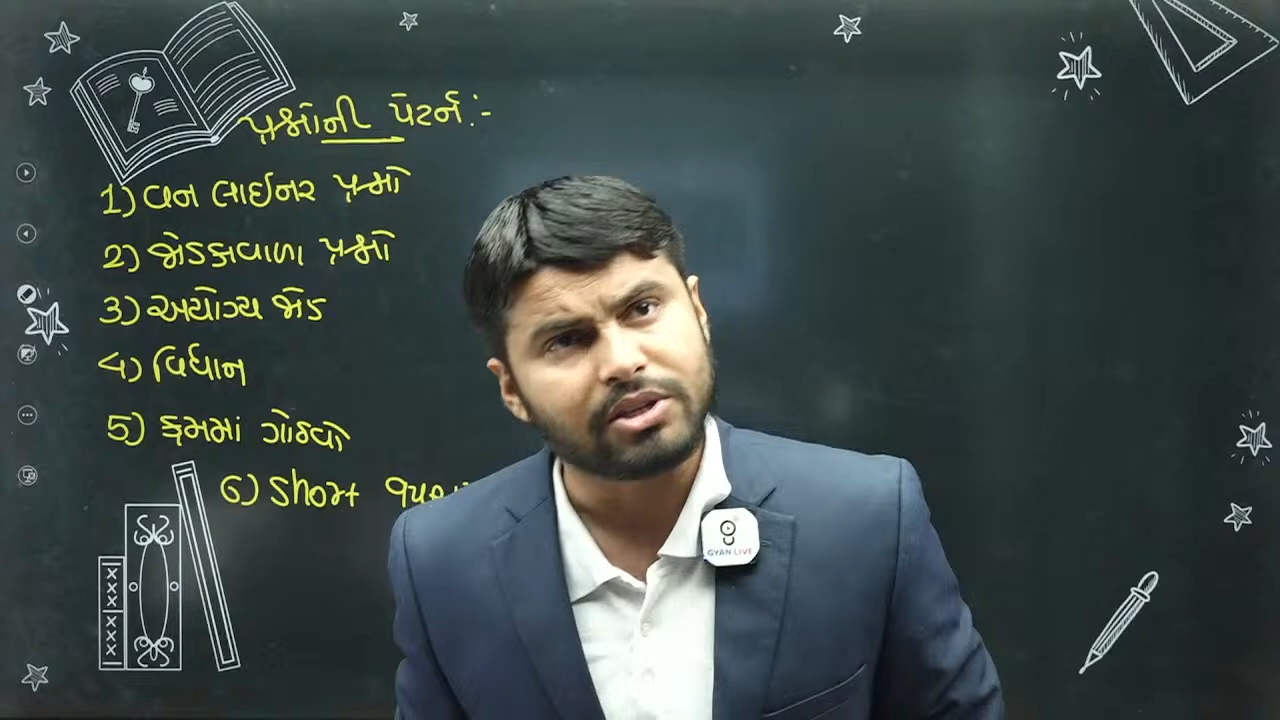 પ્રશ્નોની પેટર્ન :-
1) વન લાઈનર પ્રશ્નો
2) જોડકાવાળા પ્રશ્નો
3) અયોગ્ય જોડ
4) વિધાન
5) ક્રમમાં ગોઠવો
6) Short
GYAN LIVE